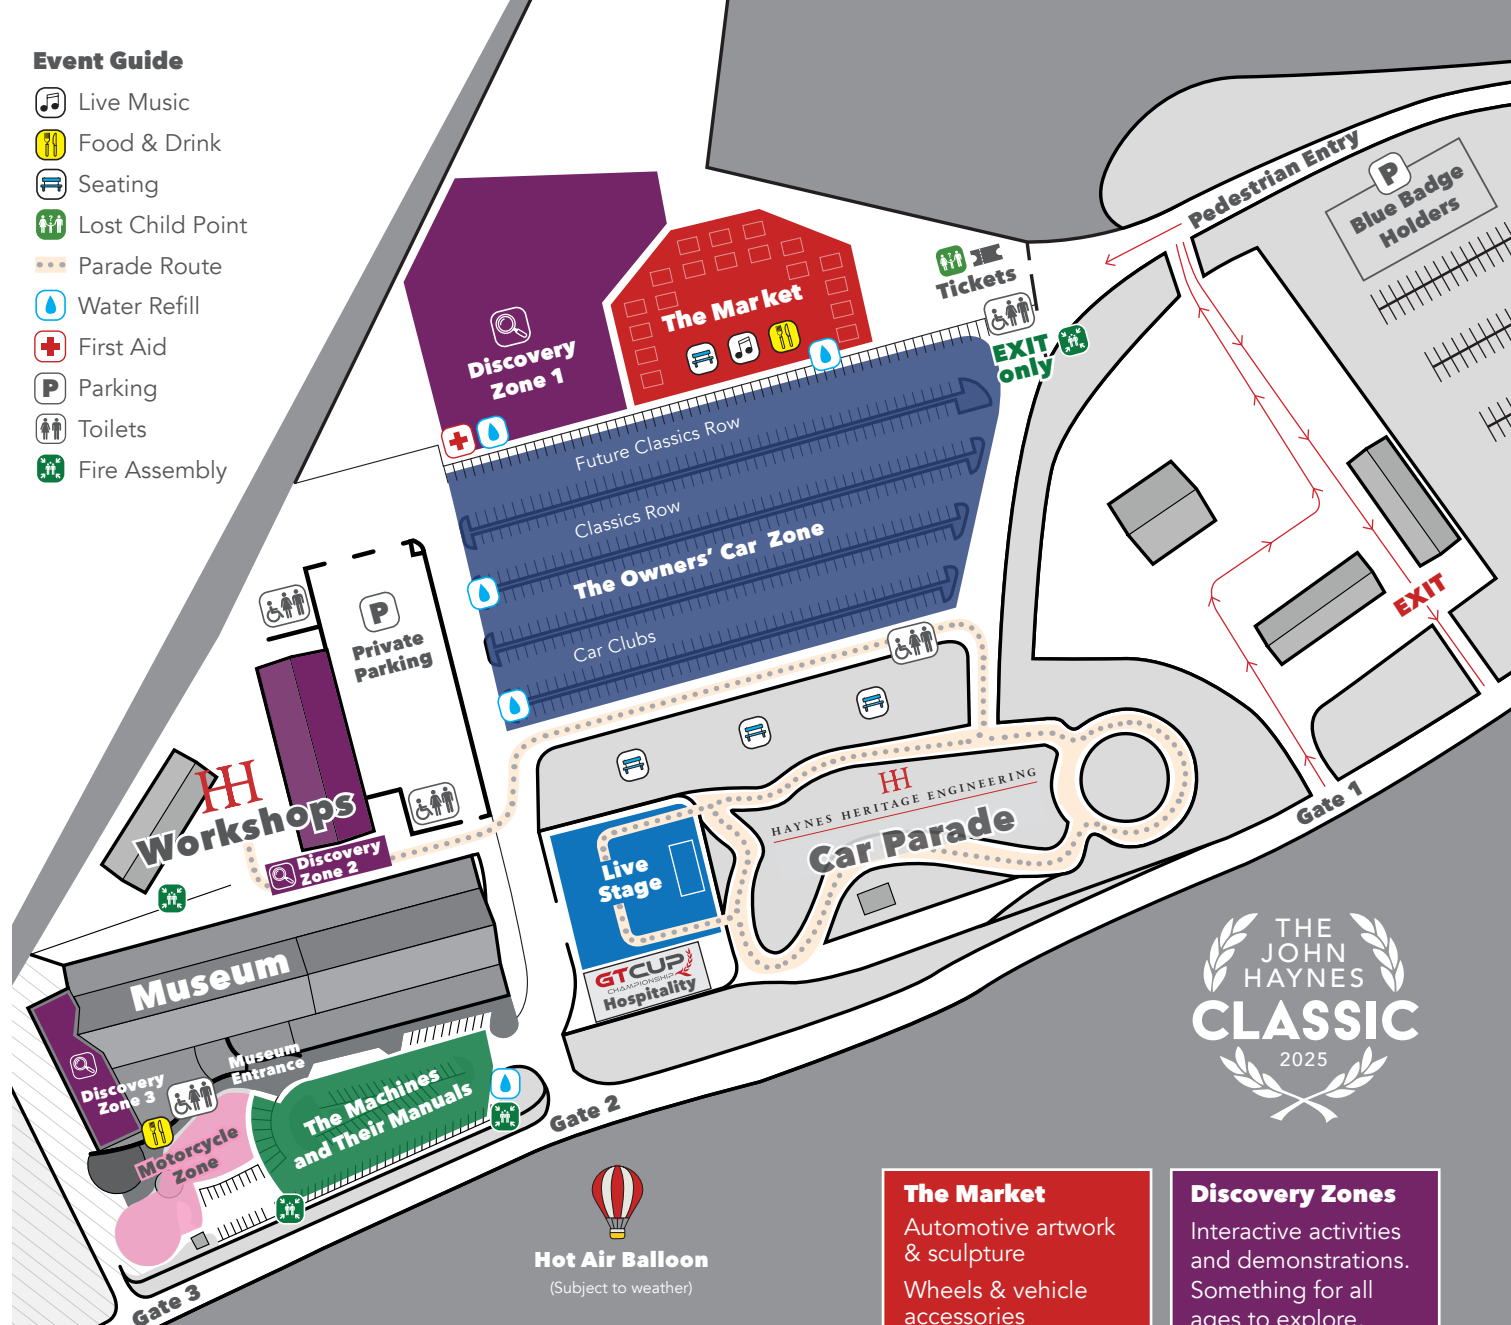 Event Guide
Live Music
Food & Drink
Seating
Lost Child Point
Parade Route
Water Refill
First Aid
P Parking
Toilets
Fire Assembly
Pedestrian Entry
P
Blue Badge
Holders
Tickets
EXIT
only
The Market
Discovery
Zone 1
Future Classics Row
Classics Row
The Owners' Car Zone
Car Clubs
P
Private
Parking
EXIT
HH
Workshops
Discovery
Zone 2
HH
HAYNES HERITAGE ENGINEERING
Car Parade
Gate 1
Live
Stage
GTCUP
CHAMPIONSHIP
Hospitality
Museum
Museum
Entrance
Discovery
Zone 3
Motorcycle
Zone
The Machines
and Their Manuals
Gate 2
Gate 3
THE
JOHN
HAYNES
CLASSIC
2025
Hot Air Balloon
(Subject to weather)
The Market
Automotive artwork
& sculpture
Wheels & vehicle
accessories
Discovery Zones
Interactive activities
and demonstrations.
Something for all
ages to explore.